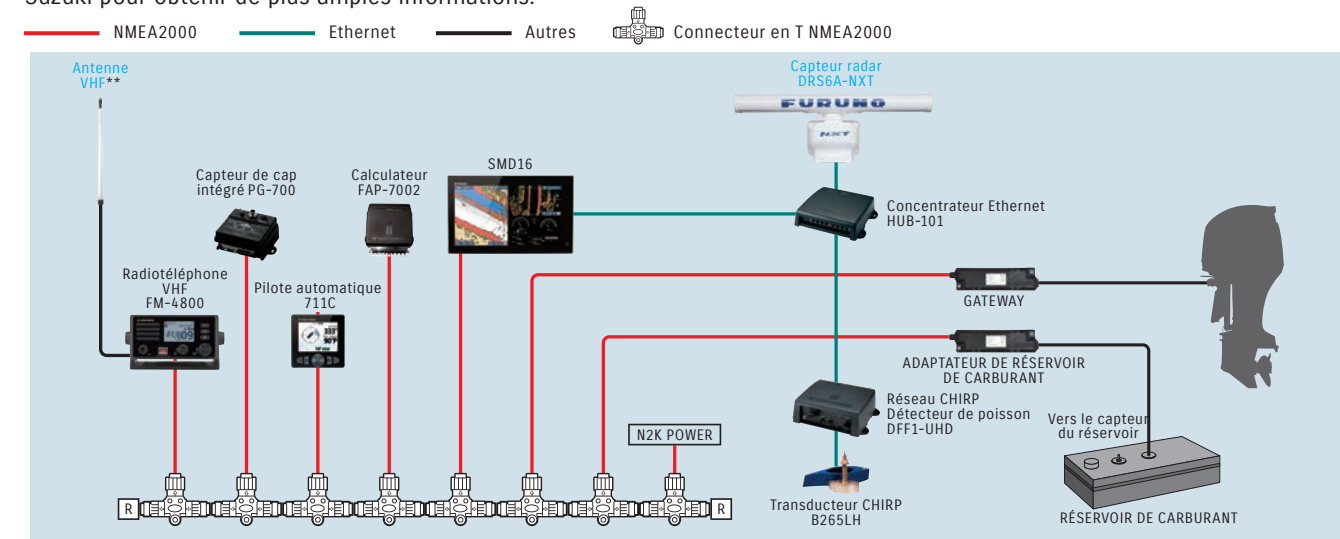 Suzuki pour obtenir de plus amples informations.
NMEA2000
Ethernet
Autres
Connecteur en T NMEA2000
Antenne
VHF**
Capteur radar
DRS6A-NXT
FURUNO
NXT
Capteur de cap
intégré PG-700
Calculateur
FAP-7002
SMD16
Concentrateur Ethernet
HUB-101
Radiotéléphone
VHF
FM-4800
Pilote automatique
711C
GATEWAY
ADAPTATEUR DE RÉSERVOIR
DE CARBURANT
Réseau CHIRP
Détecteur de poisson
DFF1-UHD
Vers le capteur
du réservoir
N2K POWER
R
R
Transducteur CHIRP
B265LH
RÉSERVOIR DE CARBURANT